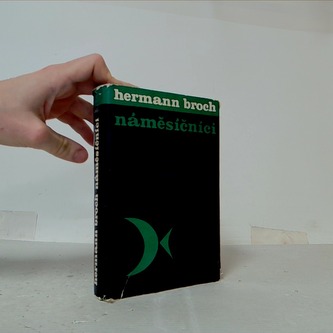 hermann broch
náměsíčníci
hermann broch náměsíčníci